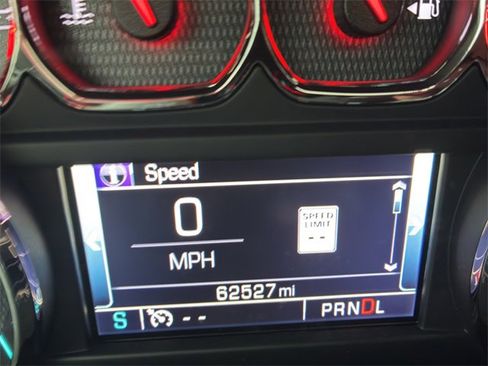 Speed
0
MPH
SPEED
LIMIT
--
62527 mi
S -- PRNDL